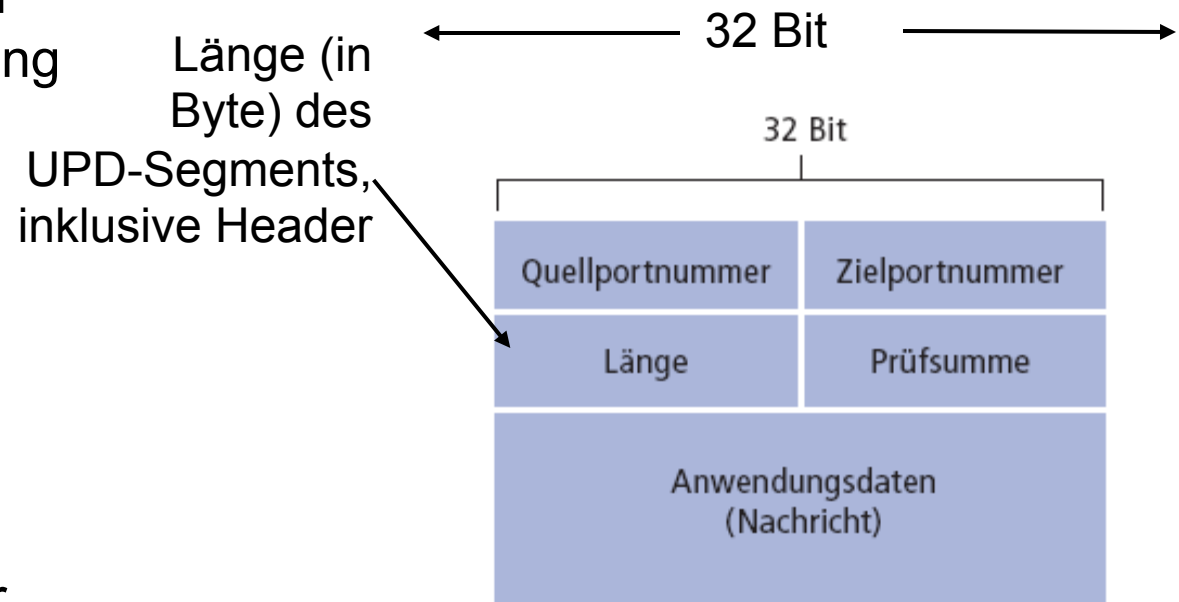 ng
Länge (in
Byte) des
UPD-Segments,
inklusive Header
32 Bit
32 Bit
Quellportnummer
Zielportnummer
Länge
Prüfsumme
Anwendungsdaten
(Nachricht)